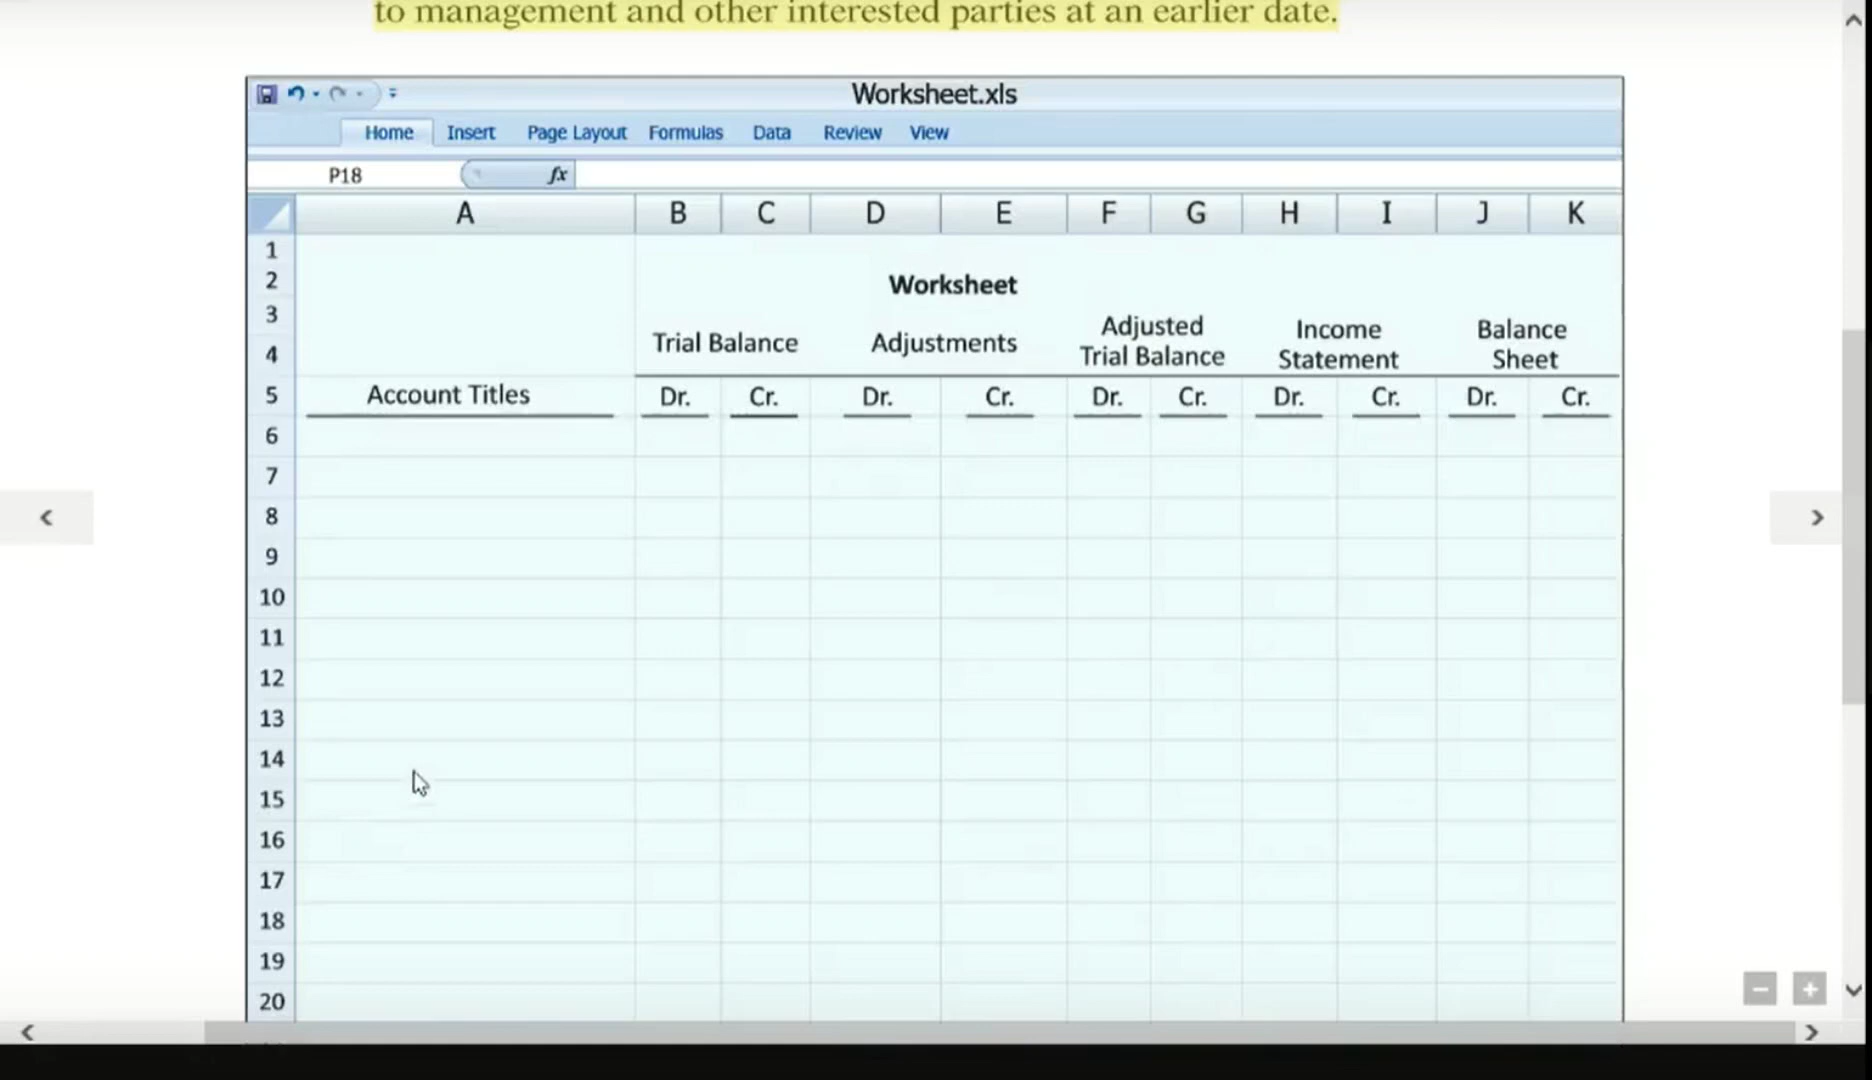 to management and other interested parties at an earlier date.
Worksheet.xls
Home Insert Page Layout Formulas Data Review View
P18 fx
A B C D E F G H I J K
1
2 Worksheet
3 Adjusted Income Balance
Trial Balance Adjustments
4 Trial Balance Statement Sheet
5 Account Titles Dr. Cr. Dr. Cr. Dr. Cr. Dr. Cr. Dr. Cr.
6
7
8
9
10
11
12
13
14
15
16
17
18
19
20